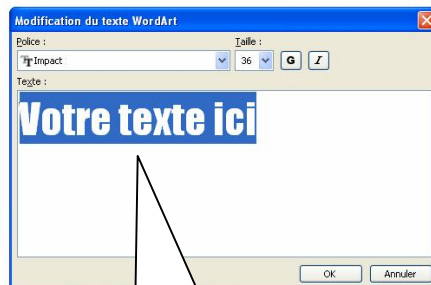 Modification du texte WordArt
Police : Taille :
Impact 36 G I
Texte :
Votre texte ici
OK Annuler